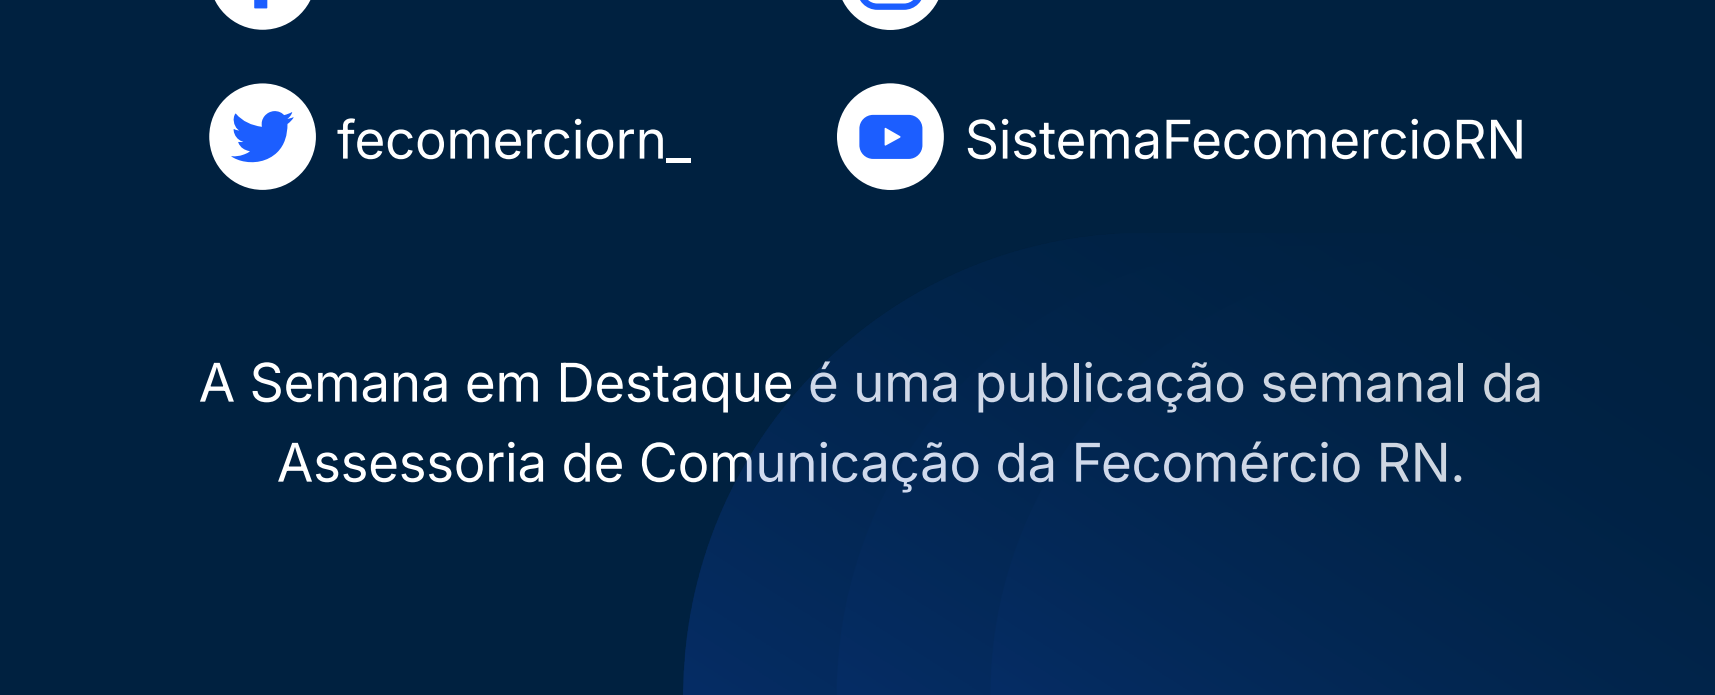 fecomerciorn_
SistemaFecomercioRN
A Semana em Destaque é uma publicação semanal da
Assessoria de Comunicação da Fecomércio RN.